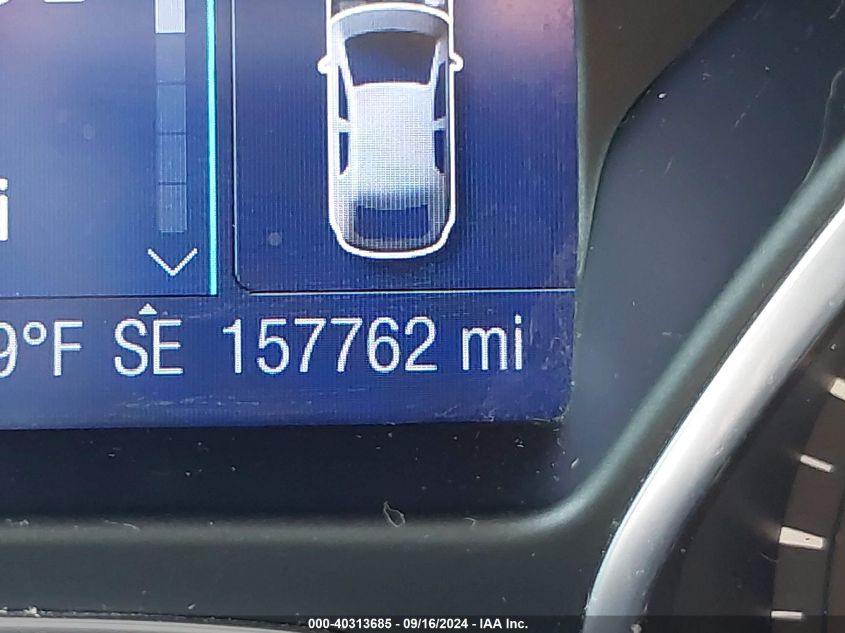 9°F SE 157762 mi
000-40313685 - 09/16/2024 - IAA Inc.